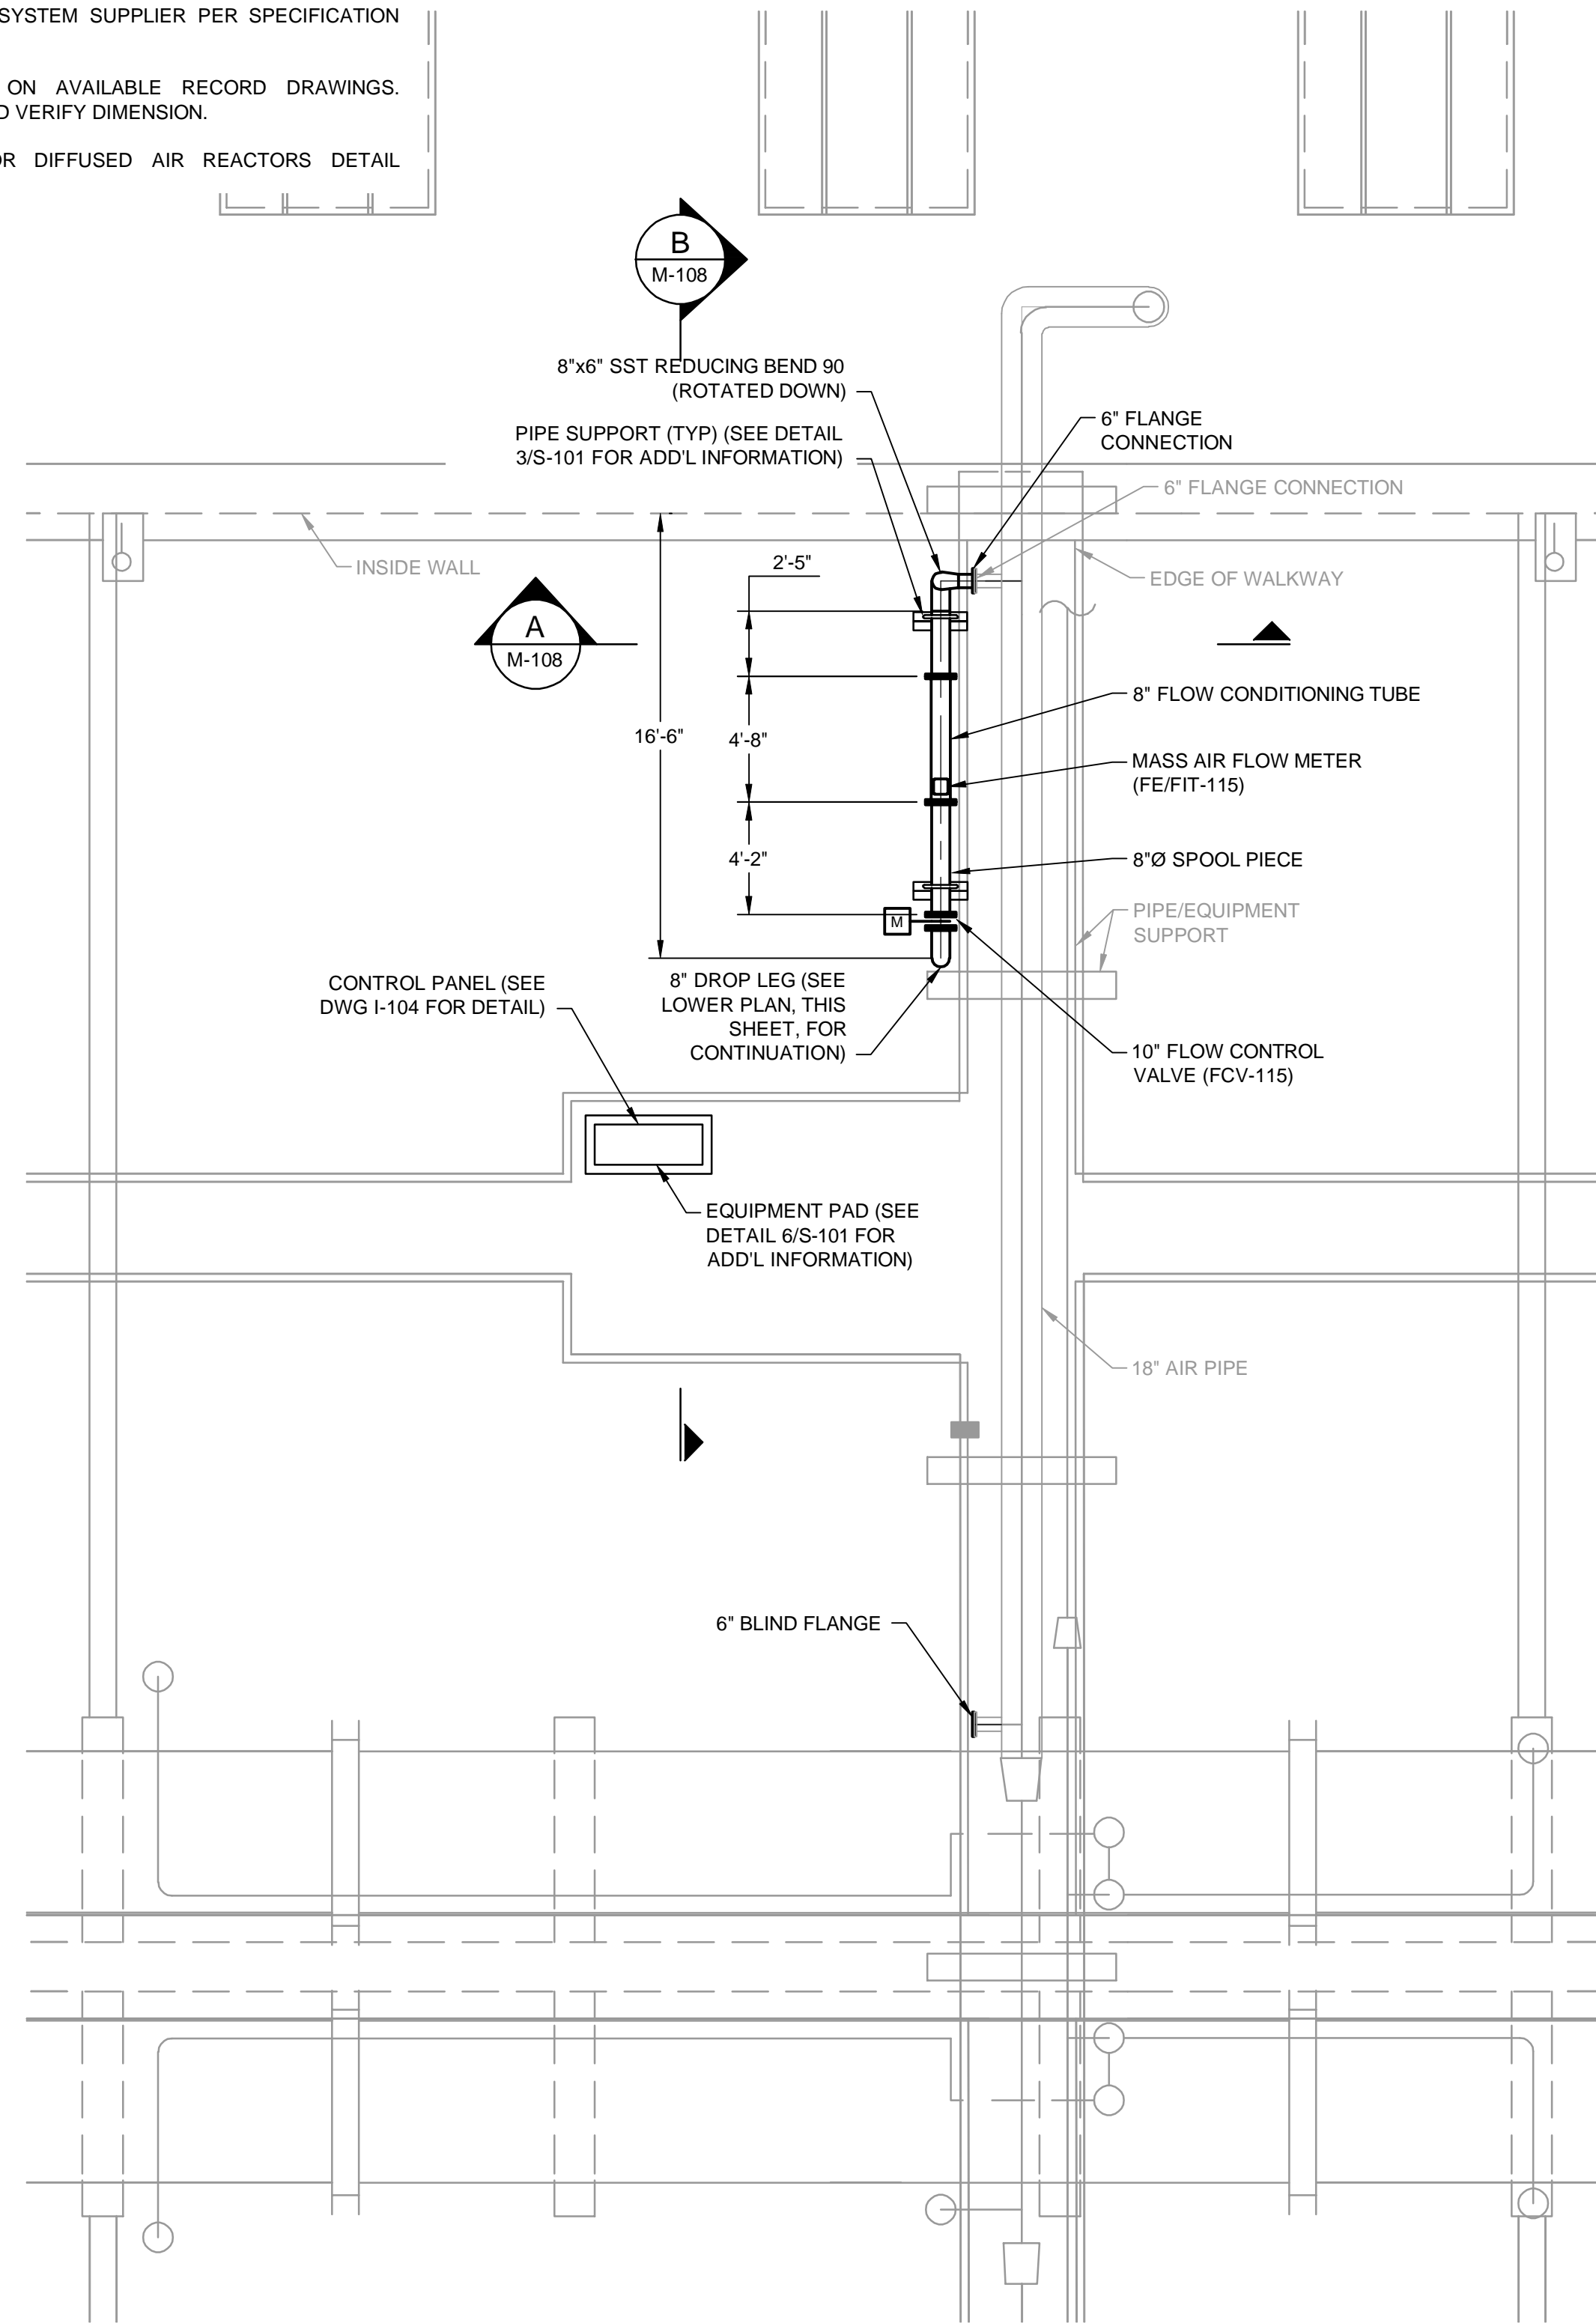 SYSTEM SUPPLIER PER SPECIFICATION
ON AVAILABLE RECORD DRAWINGS.
VERIFY DIMENSION.
DIFFUSED AIR REACTORS DETAIL
B
M-108
8"x6" SST REDUCING BEND 90
(ROTATED DOWN)
PIPE SUPPORT (TYP) (SEE DETAIL
3/S-101 FOR ADD'L INFORMATION)
6" FLANGE
CONNECTION
6" FLANGE CONNECTION
INSIDE WALL
2'-5"
EDGE OF WALKWAY
A
M-108
8" FLOW CONDITIONING TUBE
16'-6"
4'-8"
MASS AIR FLOW METER
(FE/FIT-115)
4'-2"
8"Ø SPOOL PIECE
M
PIPE/EQUIPMENT
SUPPORT
CONTROL PANEL (SEE
DWG I-104 FOR DETAIL)
8" DROP LEG (SEE
LOWER PLAN, THIS
SHEET, FOR
CONTINUATION)
10" FLOW CONTROL
VALVE (FCV-115)
EQUIPMENT PAD (SEE
DETAIL 6/S-101 FOR
ADD'L INFORMATION)
18" AIR PIPE
6" BLIND FLANGE